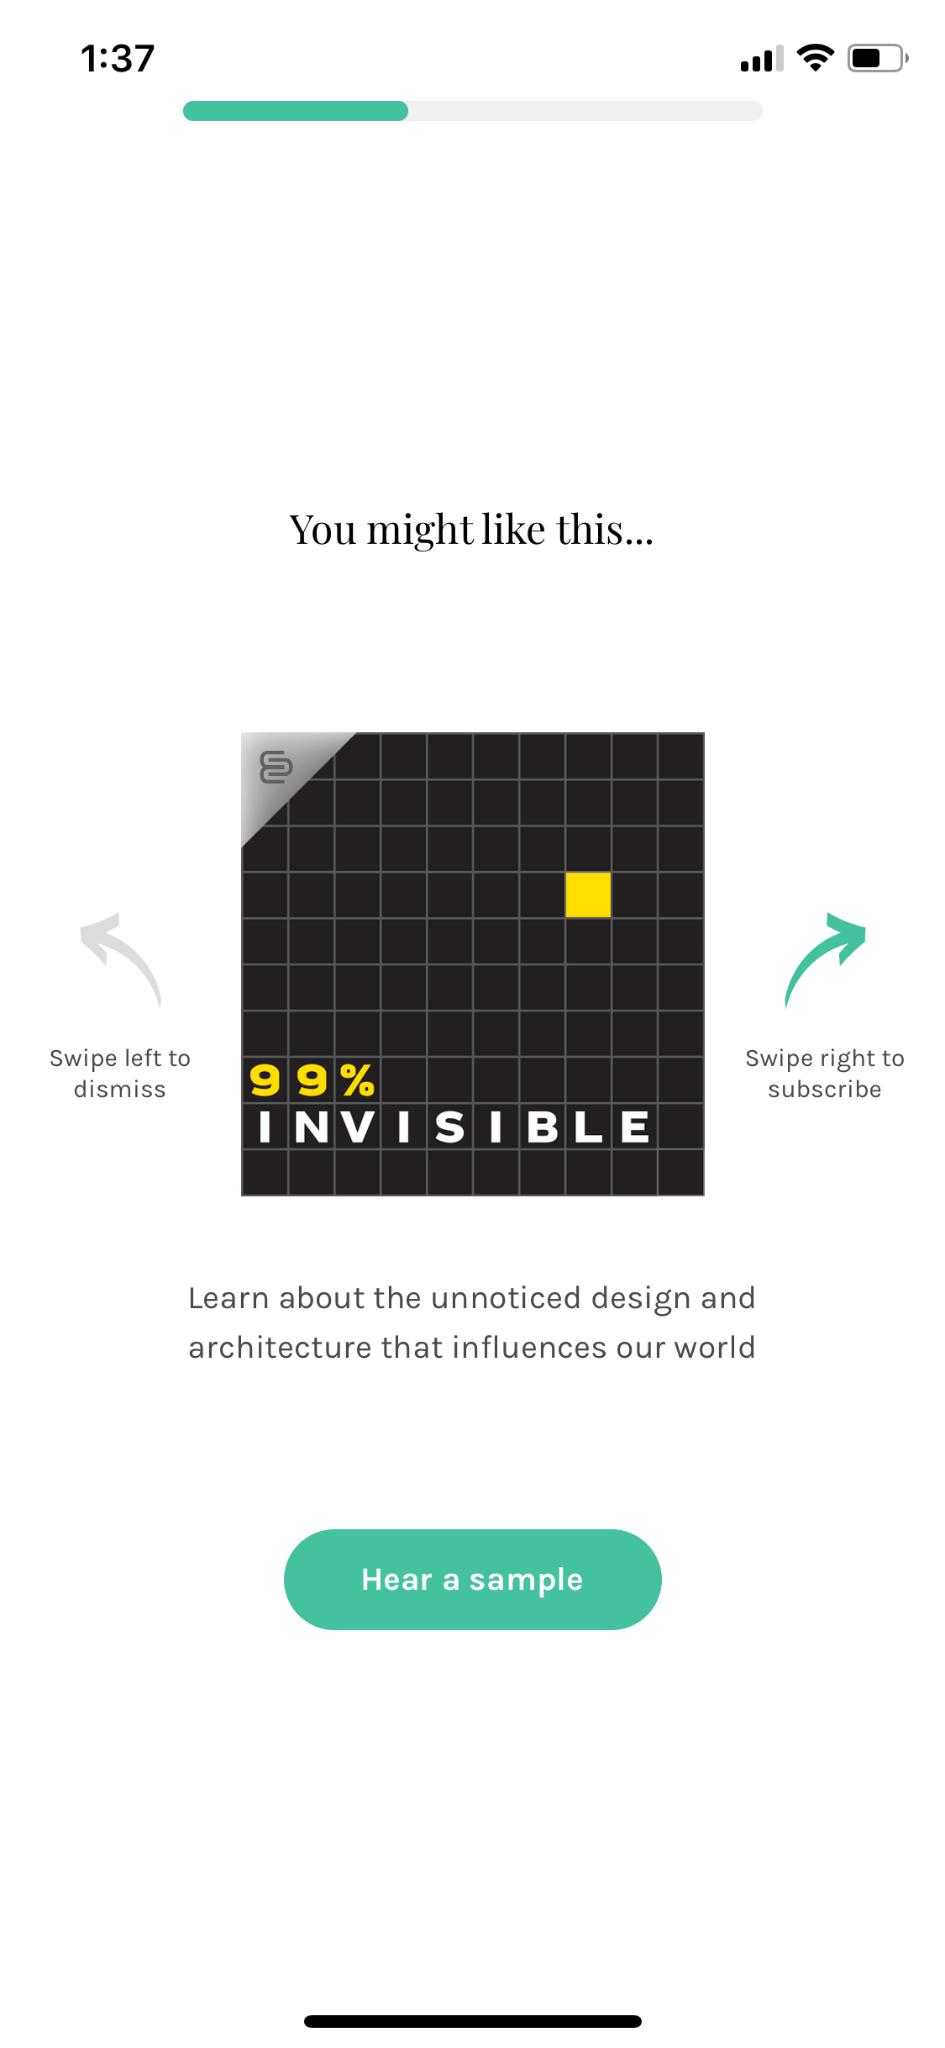 1:37
You might like this...
99%
INVISIBLE
Swipe left to
dismiss
Swipe right to
subscribe
Learn about the unnoticed design and
architecture that influences our world
Hear a sample